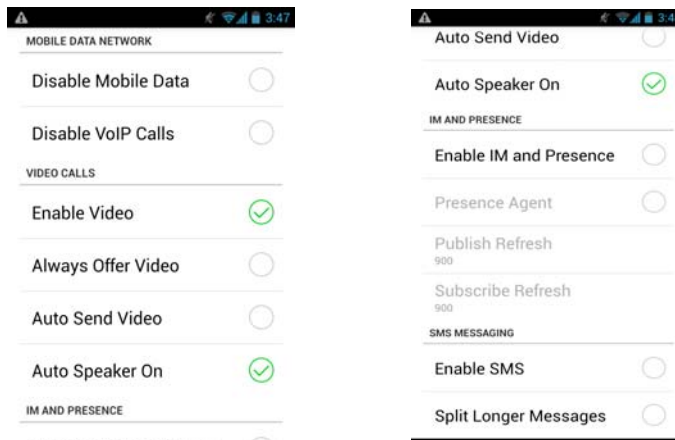 3:47
MOBILE DATA NETWORK
Disable Mobile Data
Disable VoIP Calls
VIDEO CALLS
Enable Video
Always Offer Video
Auto Send Video
Auto Speaker On
IM AND PRESENCE
3:4
Auto Send Video
Auto Speaker On
IM AND PRESENCE
Enable IM and Presence
Presence Agent
Publish Refresh
900
Subscribe Refresh
900
SMS MESSAGING
Enable SMS
Split Longer Messages